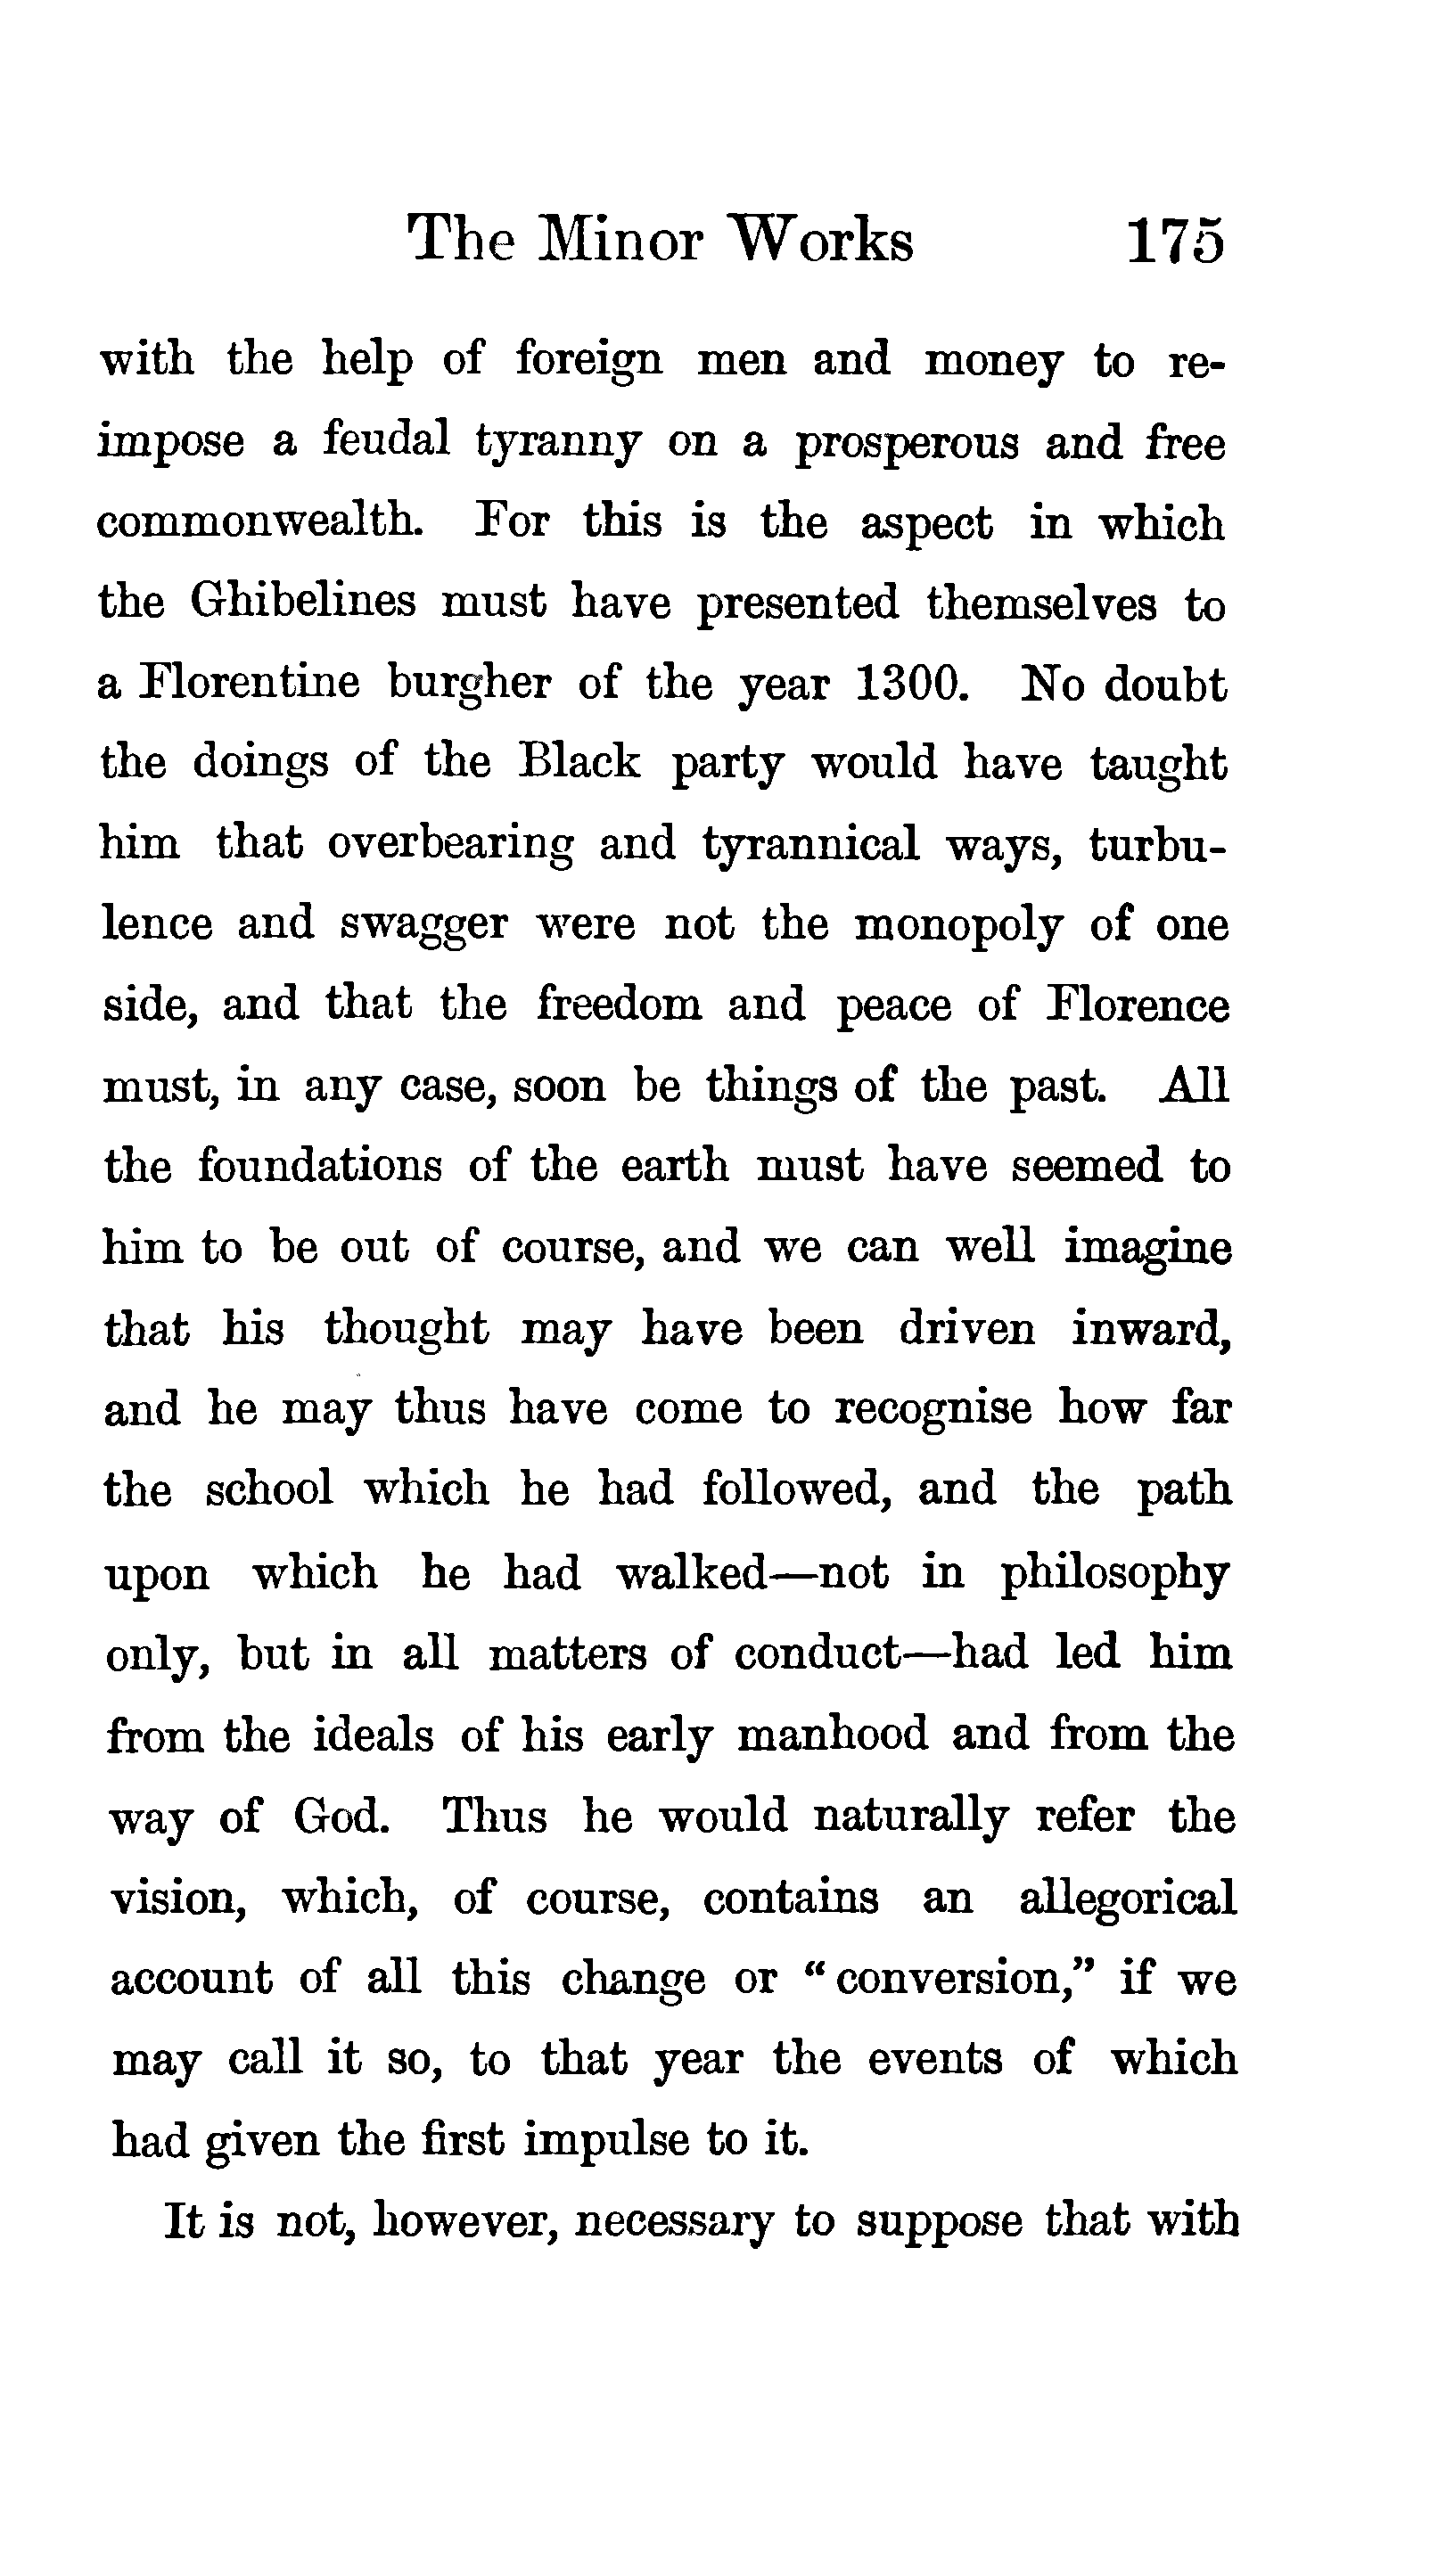 The Minor Works 175
with the help of foreign men and money to re-
impose a feudal tyranny on a prosperous and free
commonwealth. For this is the aspect in which
the Ghibelines must have presented themselves to
a Florentine burgher of the year 1300. No doubt
the doings of the Black party would have taught
him that overbearing and tyrannical ways, turbu-
lence and swagger were not the monopoly of one
side, and that the freedom and peace of Florence
must, in any case, soon be things of the past. All
the foundations of the earth must have seemed to
him to be out of course, and we can well imagine
that his thought may have been driven inward,
and he may thus have come to recognise how far
the school which he had followed, and the path
upon which he had walked—not in philosophy
only, but in all matters of conduct—had led him
from the ideals of his early manhood and from the
way of God. Thus he would naturally refer the
vision, which, of course, contains an allegorical
account of all this change or “conversion,” if we
may call it so, to that year the events of which
had given the first impulse to it.
It is not, however, necessary to suppose that with